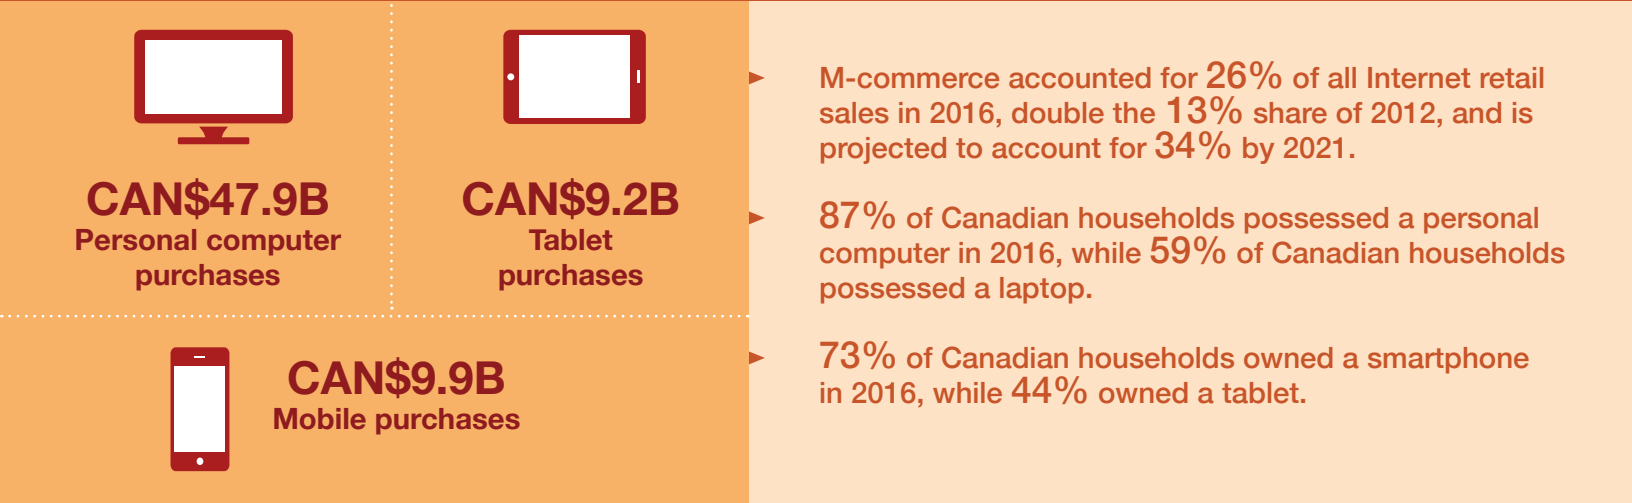 CAN$47.9B
Personal computer
purchases
CAN$9.2B
Tablet
purchases
CAN$9.9B
Mobile purchases
M-commerce accounted for 26% of all Internet retail
sales in 2016, double the 13% share of 2012, and is
projected to account for 34% by 2021.
87% of Canadian households possessed a personal
computer in 2016, while 59% of Canadian households
possessed a laptop.
73% of Canadian households owned a smartphone
in 2016, while 44% owned a tablet.